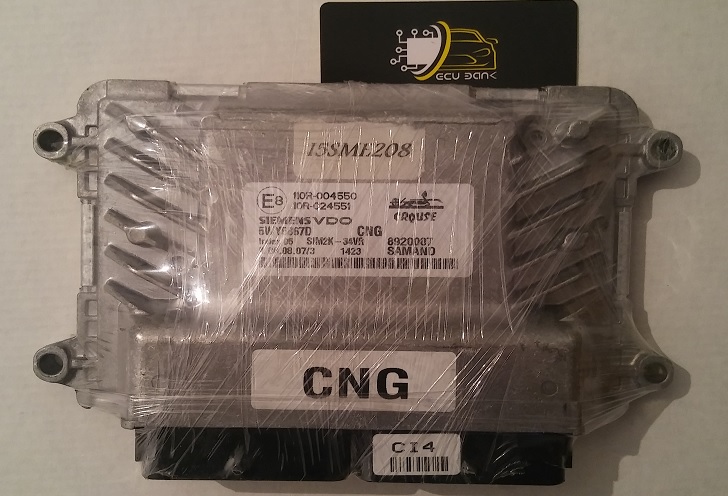 ECU BANK
15SME208
E8
110R-004550
10R-024551
CROUSE
SIEMENS VDO
CNG
SIM2K-34VR
8920007
1423
SAMAND
CNG
CI4